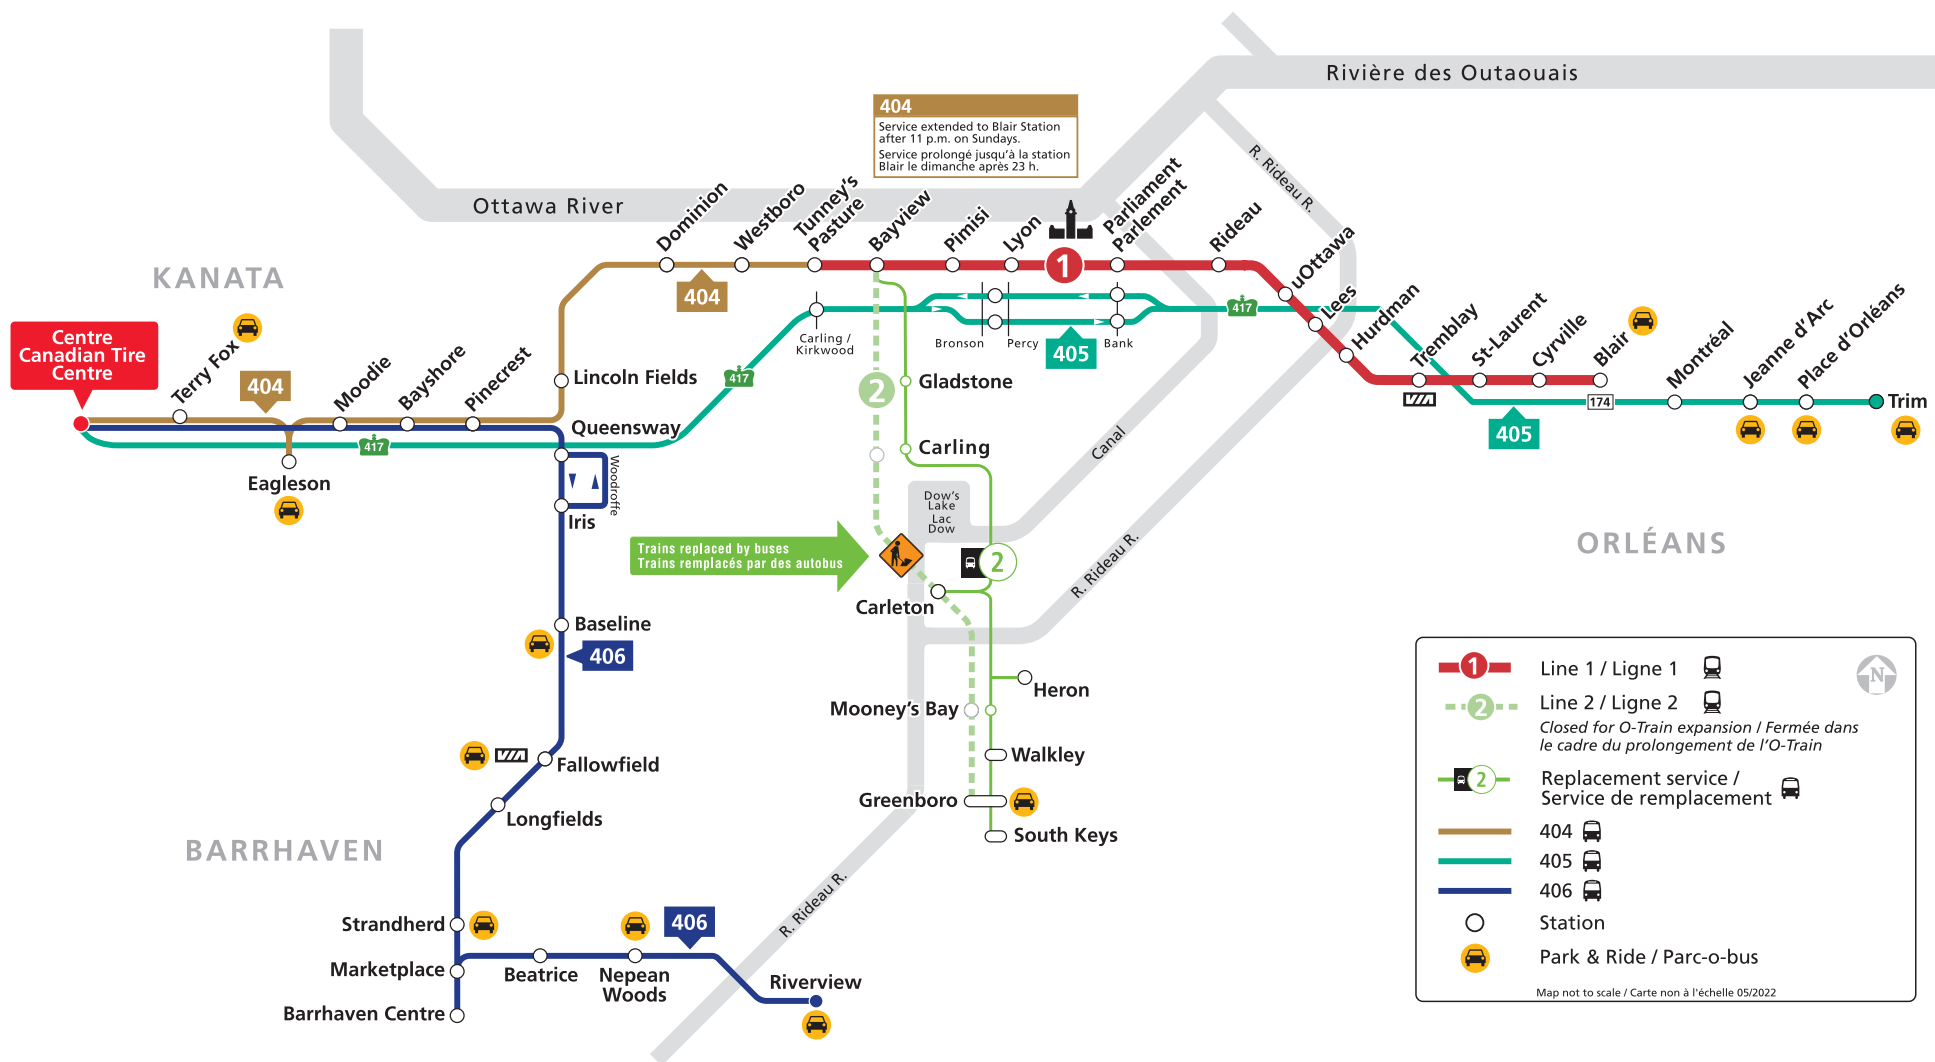 Rivière des Outaouais
404
Service extended to Blair Station
after 11 p.m. on Sundays.
Service prolongé jusqu'à la station
Blair le dimanche après 23 h.
R. Rideau R.
Ottawa River
Dominion
Westboro
Tunney's
Pasture
Bayview
Pimisi
Lyon
Parliament
Parlement
Rideau
uOttawa
Lees
Hurdman
Tremblay
St-Laurent
Cyrville
Blair
Montréal
Jeanne d'Arc
Place d'Orléans
Trim
1
404
417
KANATA
Centre
Canadian Tire
Centre
Terry Fox
404
Moodie
Bayshore
Pinecrest
Lincoln Fields
Queensway
417
417
Carling /
Kirkwood
Bronson
Percy
405
Bank
174
405
2
Gladstone
Carling
Canal
Eagleson
Woodroffe
Iris
Dow's
Lake
Lac
Dow
ORLÉANS
Trains replaced by buses
Trains remplacés par des autobus
2
R. Rideau R.
Carleton
Baseline
406
Heron
Mooney's Bay
Walkley
Greenboro
South Keys
Fallowfield
Longfields
BARRHAVEN
R. Rideau R.
Strandherd
406
Marketplace
Beatrice
Nepean
Woods
Riverview
Barrhaven Centre
1
Line 1 / Ligne 1
N
2
Line 2 / Ligne 2
Closed for O-Train expansion / Fermée dans
le cadre du prolongement de l'O-Train
2
Replacement service /
Service de remplacement
404
405
406
Station
Park & Ride / Parc-o-bus
Map not to scale / Carte non à l'échelle 05/2022